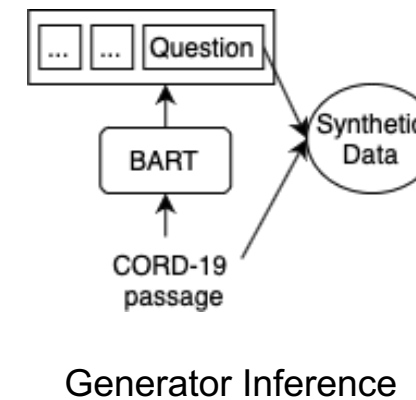 ... ... Question
Synthetic
Data
BART
CORD-19
passage
Generator Inference